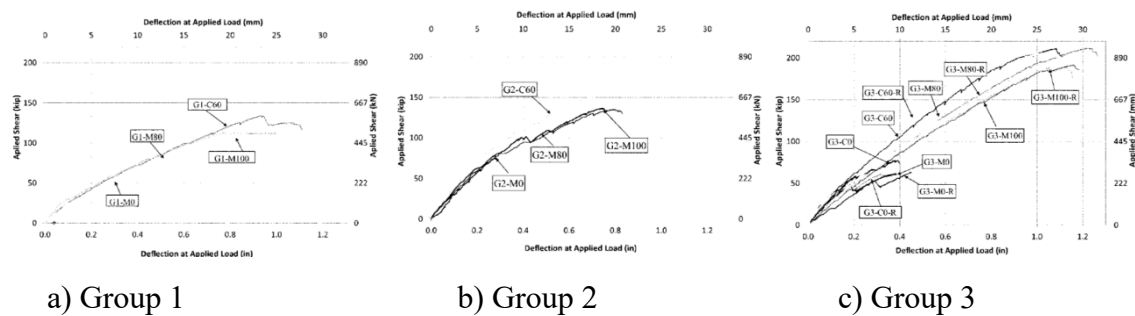 Deflection at Applied Load (mm)
0 5 10 15 20 25 30
200
150
100
50
0
Aplied Shear (kip)
890
667
445
222
0
Aplied Shear (kN)
G1-C60
G1-M80
G1-M100
G1-M0
0.0 0.2 0.4 0.6 0.8 1.0 1.2
Deflection at Applied Load (in)
a) Group 1
Deflection at Applied Load (mm)
0 5 10 15 20 25 30
200
150
100
50
0
Aplied Shear (kip)
890
667
445
222
0
Aplied Shear (kN)
G2-C60
G2-M80
G2-M100
G2-M0
0.0 0.2 0.4 0.6 0.8 1.0 1.2
Deflection at Applied Load (in)
b) Group 2
Deflection at Applied Load (mm)
0 5 10 15 20 25 30
200
150
100
50
0
Aplied Shear (kip)
890
667
445
222
0
Aplied Shear (kN)
G3-M80-R
G3-C60-R
G3-M80
G3-M100-R
G3-C60
G3-M100
G3-C0
G3-M0
G3-M0-R
G3-C0-R
0.0 0.2 0.4 0.6 0.8 1.0 1.2
Deflection at Applied Load (in)
c) Group 3